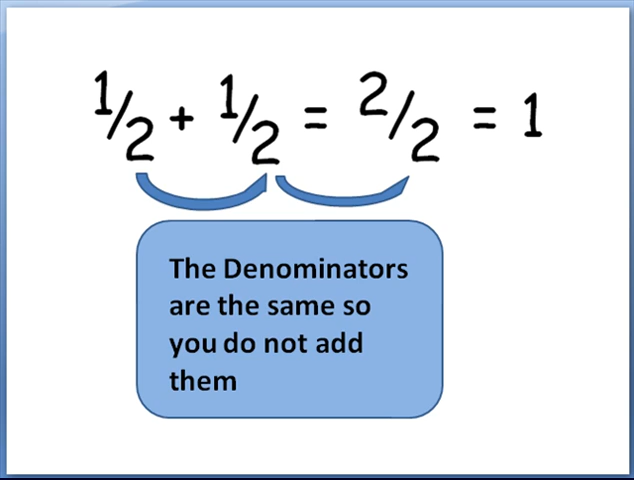 1/2 + 1/2 = 2/2 = 1
The Denominators
are the same so
you do not add
them